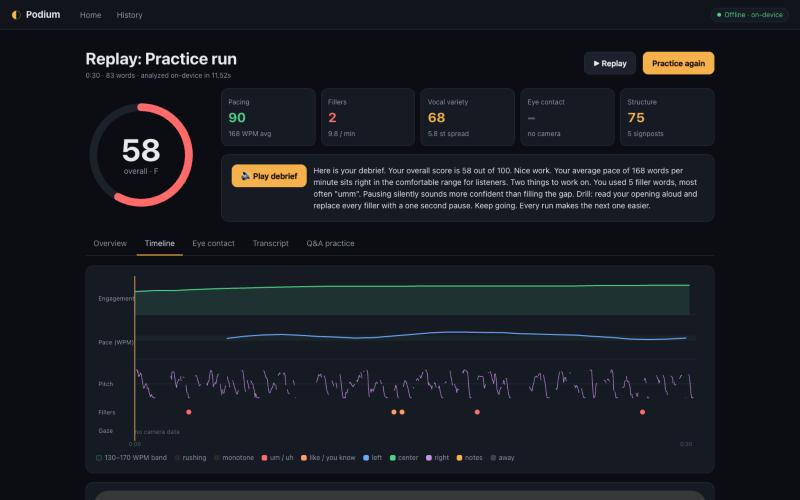 Podium
Home
History
Offline · on-device
Replay: Practice run
0:30 · 83 words · analyzed on-device in 11.52s
Replay
Practice again
58
overall · F
Pacing
90
168 WPM avg
Fillers
2
9.8 / min
Vocal variety
68
5.8 st spread
Eye contact
–
no camera
Structure
75
5 signposts
Play debrief
Here is your debrief. Your overall score is 58 out of 100. Nice work. Your average pace of 168 words per
minute sits right in the comfortable range for listeners. Two things to work on. You used 5 filler words, most
often "umm". Pausing silently sounds more confident than filling the gap. Drill: read your opening aloud and
replace every filler with a one second pause. Keep going. Every run makes the next one easier.
Overview
Timeline
Eye contact
Transcript
Q&A practice
Engagement
Pace (WPM)
Pitch
Fillers
Gaze
no camera data
0:00
0:30
130–170 WPM band
rushing
monotone
um / uh
like / you know
left
center
right
notes
away